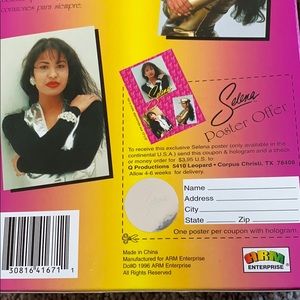 corazones para siempre.
Selena
Selena
Poster Offer
To receive this exclusive Selena poster (only available in the
continental U.S.A.) send this coupon & hologram and a check
or money order for $3.95 U.S. to:
Q Productions 5410 Leopard • Corpus Christi, TX 78408
Allow 4-6 weeks for delivery.
Name
Address
City
State Zip
One poster per coupon with hologram.
30816 41671 1
Made in China
Manufactured for ARM Enterprise
Doll© 1996 ARM Enterprise
All Rights Reserved
ARM
ENTERPRISE